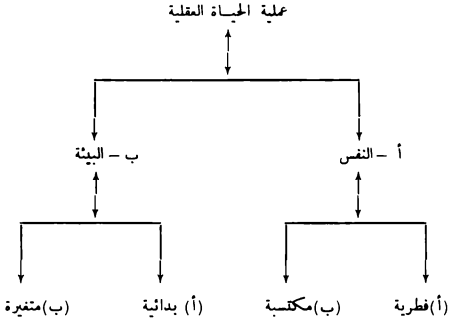 عملية الحياة العقلية
أ - النفس
ب - البيئة
(أ) فطرية
(ب) مكتسبة
(أ) بدائية
(ب) متغيرة